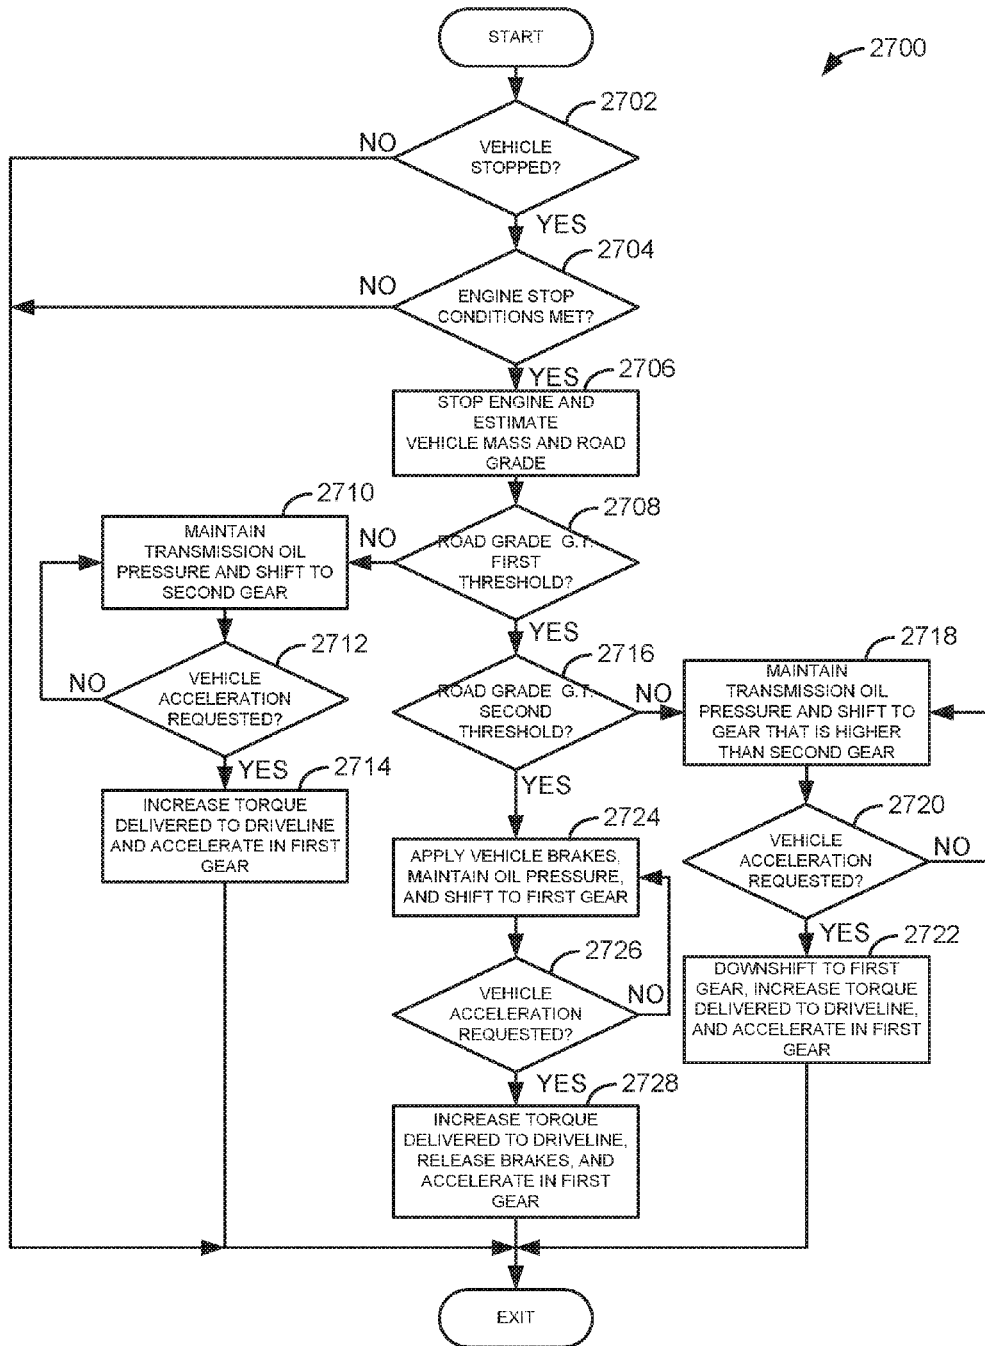 START
2700
2702
NO
VEHICLE
STOPPED?
YES
2704
NO
ENGINE STOP
CONDITIONS MET?
YES
2706
STOP ENGINE AND
ESTIMATE
VEHICLE MASS AND ROAD
GRADE
2710
MAINTAIN
TRANSMISSION OIL
PRESSURE AND SHIFT TO
SECOND GEAR
NO
2708
ROAD GRADE G.T.
FIRST
THRESHOLD?
YES
2712
NO
VEHICLE
ACCELERATION
REQUESTED?
YES
2714
INCREASE TORQUE
DELIVERED TO DRIVELINE
AND ACCELERATE IN FIRST
GEAR
2716
ROAD GRADE G.T.
SECOND
THRESHOLD?
NO
YES
2718
MAINTAIN
TRANSMISSION OIL
PRESSURE AND SHIFT TO
GEAR THAT IS HIGHER
THAN SECOND GEAR
2720
VEHICLE
ACCELERATION
REQUESTED?
NO
YES
2722
DOWNSHIFT TO FIRST
GEAR, INCREASE TORQUE
DELIVERED TO DRIVELINE,
AND ACCELERATE IN FIRST
GEAR
2724
APPLY VEHICLE BRAKES,
MAINTAIN OIL PRESSURE,
AND SHIFT TO FIRST GEAR
2726
VEHICLE
ACCELERATION
REQUESTED?
NO
YES
2728
INCREASE TORQUE
DELIVERED TO DRIVELINE,
RELEASE BRAKES, AND
ACCELERATE IN FIRST
GEAR
EXIT